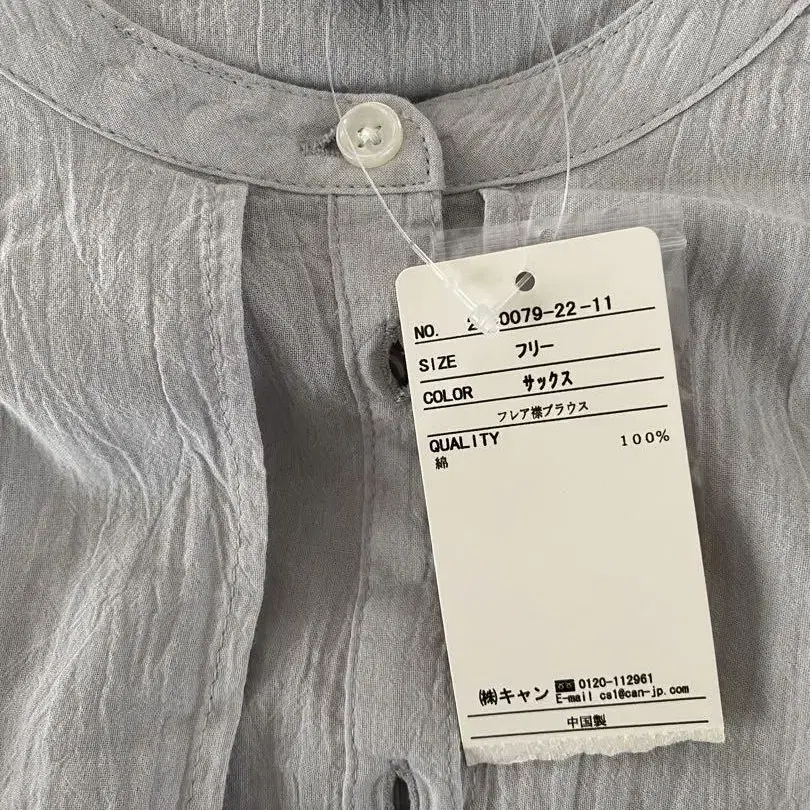 NO. 0079-22-11
SIZE フリー
COLOR サックス
フレア襟ブラウス
QUALITY
綿 100%
㈱キャン ☎ 0120-112961
E-mail cs1@can-jp.com
中国製